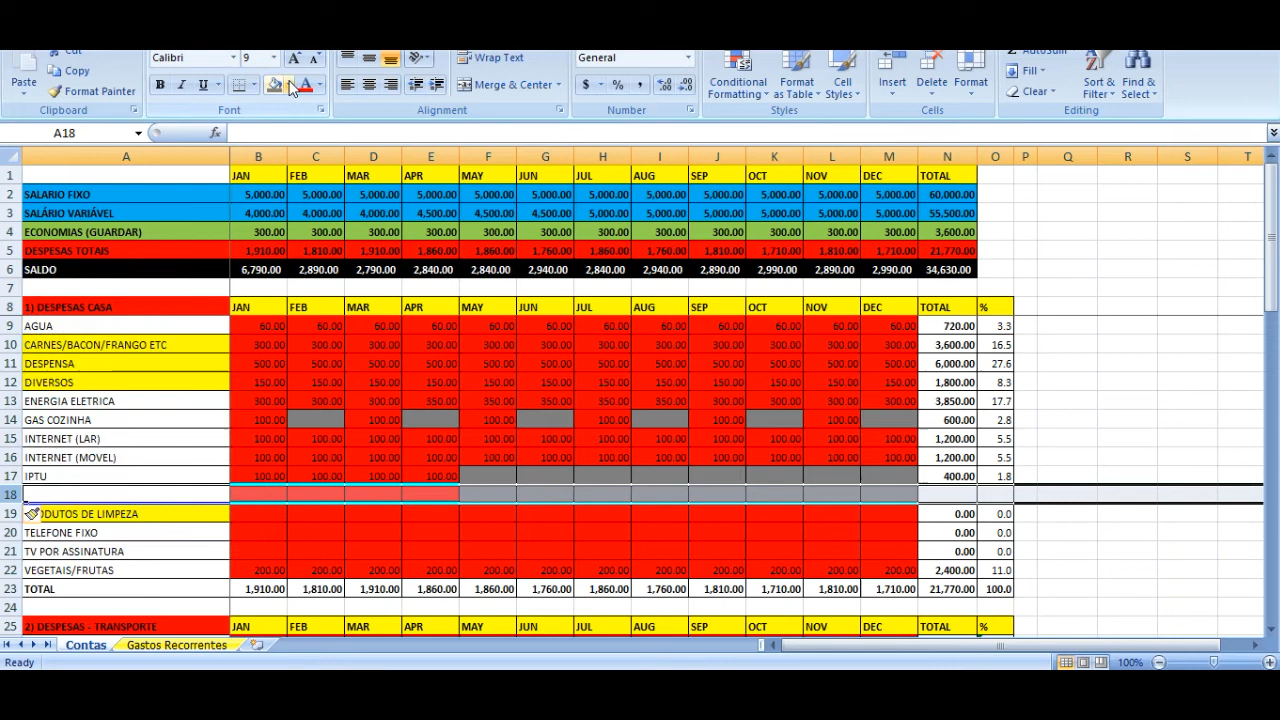 Cut
Calibri 9 A A Wrap Text General AutoSum
Paste Copy Conditional Formatting Format as Table Cell Styles Insert Delete Format Fill Sort & Filter Find & Select
Format Painter B I U A Merge & Center $ % , .0 .00 .00 .0 Clear
Clipboard Font Alignment Number Styles Cells Editing
A18 fx
A B C D E F G H I J K L M N O P Q R S T
1 JAN FEB MAR APR MAY JUN JUL AUG SEP OCT NOV DEC TOTAL
2 SALARIO FIXO 5,000.00 5,000.00 5,000.00 5,000.00 5,000.00 5,000.00 5,000.00 5,000.00 5,000.00 5,000.00 5,000.00 5,000.00 60,000.00
3 SALÁRIO VARIÁVEL 4,000.00 4,000.00 4,000.00 4,500.00 4,500.00 4,500.00 5,000.00 5,000.00 5,000.00 5,000.00 5,000.00 5,000.00 55,500.00
4 ECONOMIAS (GUARDAR) 300.00 300.00 300.00 300.00 300.00 300.00 300.00 300.00 300.00 300.00 300.00 300.00 3,600.00
5 DESPESAS TOTAIS 1,910.00 1,810.00 1,910.00 1,860.00 1,860.00 1,760.00 1,860.00 1,760.00 1,810.00 1,710.00 1,810.00 1,710.00 21,770.00
6 SALDO 6,790.00 2,890.00 2,790.00 2,840.00 2,840.00 2,940.00 2,840.00 2,940.00 2,890.00 2,990.00 2,890.00 2,990.00 34,630.00
7
8 1) DESPESAS CASA JAN FEB MAR APR MAY JUN JUL AUG SEP OCT NOV DEC TOTAL %
9 AGUA 60.00 60.00 60.00 60.00 60.00 60.00 60.00 60.00 60.00 60.00 60.00 60.00 720.00 3.3
10 CARNES/BACON/FRANGO ETC 300.00 300.00 300.00 300.00 300.00 300.00 300.00 300.00 300.00 300.00 300.00 300.00 3,600.00 16.5
11 DESPENSA 500.00 500.00 500.00 500.00 500.00 500.00 500.00 500.00 500.00 500.00 500.00 500.00 6,000.00 27.6
12 DIVERSOS 150.00 150.00 150.00 150.00 150.00 150.00 150.00 150.00 150.00 150.00 150.00 150.00 1,800.00 8.3
13 ENERGIA ELETRICA 300.00 300.00 300.00 350.00 350.00 350.00 350.00 350.00 300.00 300.00 300.00 300.00 3,850.00 17.7
14 GAS COZINHA 100.00 100.00 100.00 100.00 100.00 100.00 600.00 2.8
15 INTERNET (LAR) 100.00 100.00 100.00 100.00 100.00 100.00 100.00 100.00 100.00 100.00 100.00 100.00 1,200.00 5.5
16 INTERNET (MOVEL) 100.00 100.00 100.00 100.00 100.00 100.00 100.00 100.00 100.00 100.00 100.00 100.00 1,200.00 5.5
17 IPTU 100.00 100.00 100.00 100.00 400.00 1.8
18
19 ODUTOS DE LIMPEZA 0.00 0.0
20 TELEFONE FIXO 0.00 0.0
21 TV POR ASSINATURA 0.00 0.0
22 VEGETAIS/FRUTAS 200.00 200.00 200.00 200.00 200.00 200.00 200.00 200.00 200.00 200.00 200.00 200.00 2,400.00 11.0
23 TOTAL 1,910.00 1,810.00 1,910.00 1,860.00 1,860.00 1,760.00 1,860.00 1,760.00 1,810.00 1,710.00 1,810.00 1,710.00 21,770.00 100.0
24
25 2) DESPESAS - TRANSPORTE JAN FEB MAR APR MAY JUN JUL AUG SEP OCT NOV DEC TOTAL %
Contas Gastos Recorrentes
Ready 100%